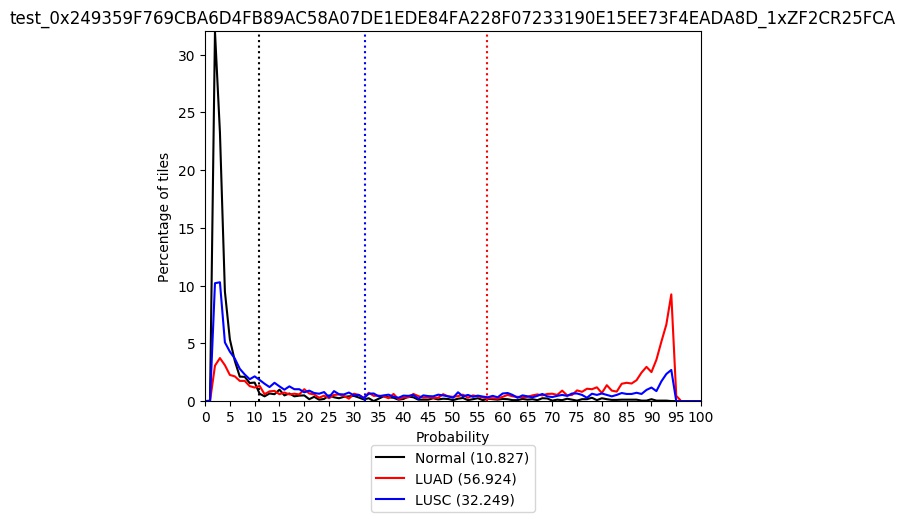 test_0x249359F769CBA6D4FB89AC58A07DE1EDE84FA228F07233190E15EE73F4EADA8D_1xZF2CR25FCA
30
25
20
15
10
5
0
Percentage of tiles
0 5 10 15 20 25 30 35 40 45 50 55 60 65 70 75 80 85 90 95 100
Probability
Normal (10.827)
LUAD (56.924)
LUSC (32.249)